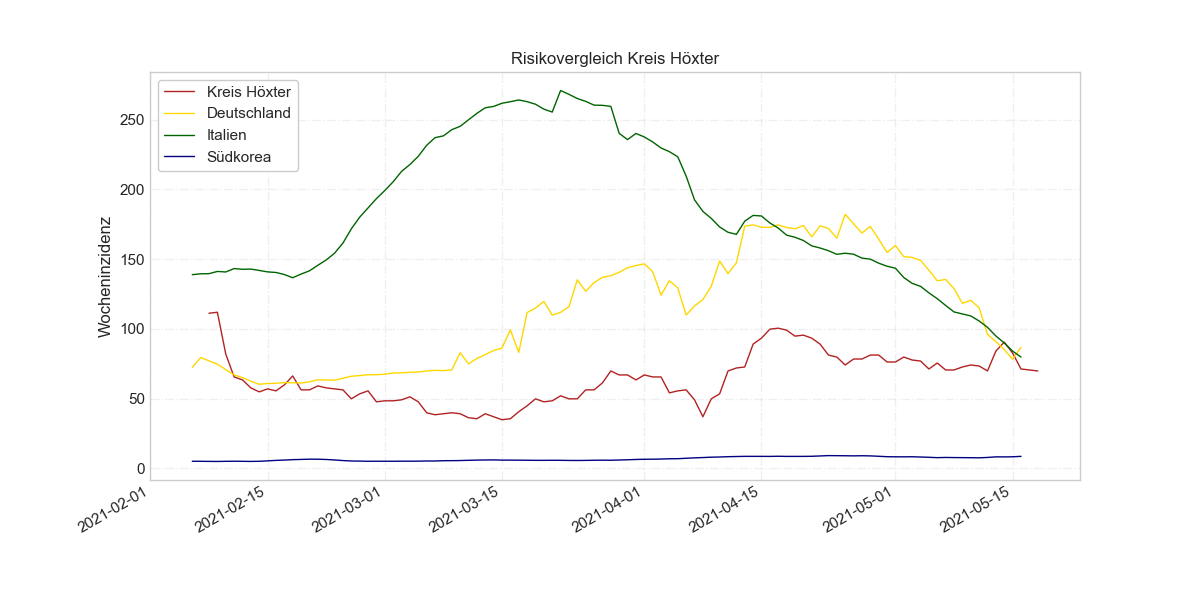 Risikovergleich Kreis Höxter
Kreis Höxter
Deutschland
Italien
Südkorea
Wocheninzidenz
250
200
150
100
50
0
2021-02-01
2021-02-15
2021-03-01
2021-03-15
2021-04-01
2021-04-15
2021-05-01
2021-05-15